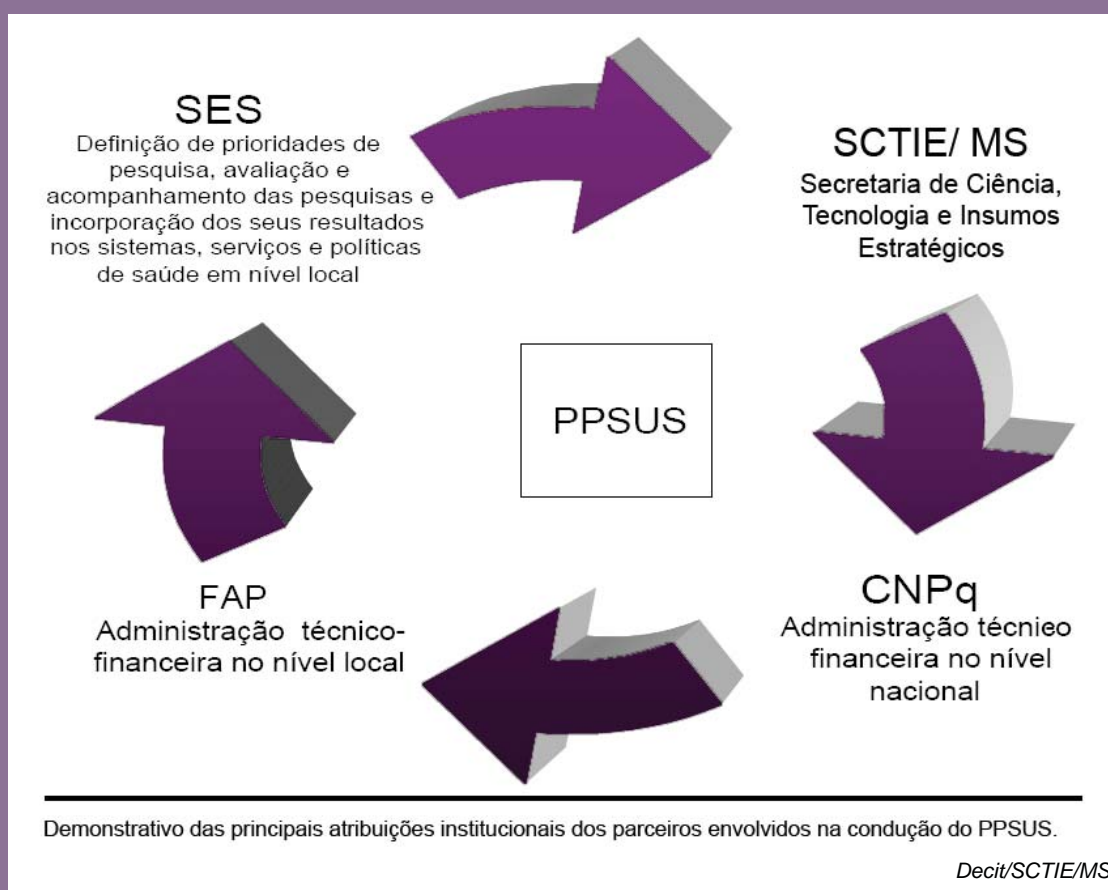 SES
Definição de prioridades de
pesquisa, avaliação e
acompanhamento das pesquisas e
incorporação dos seus resultados
nos sistemas, serviços e políticas
de saúde em nível local
SCTIE/ MS
Secretaria de Ciência,
Tecnologia e Insumos
Estratégicos
PPSUS
FAP
Administração técnico-
financeira no nível local
CNPq
Administração técnieo
financeira no nível
nacional
Demonstrativo das principais atribuições institucionais dos parceiros envolvidos na condução do PPSUS.
Decit/SCTIE/MS